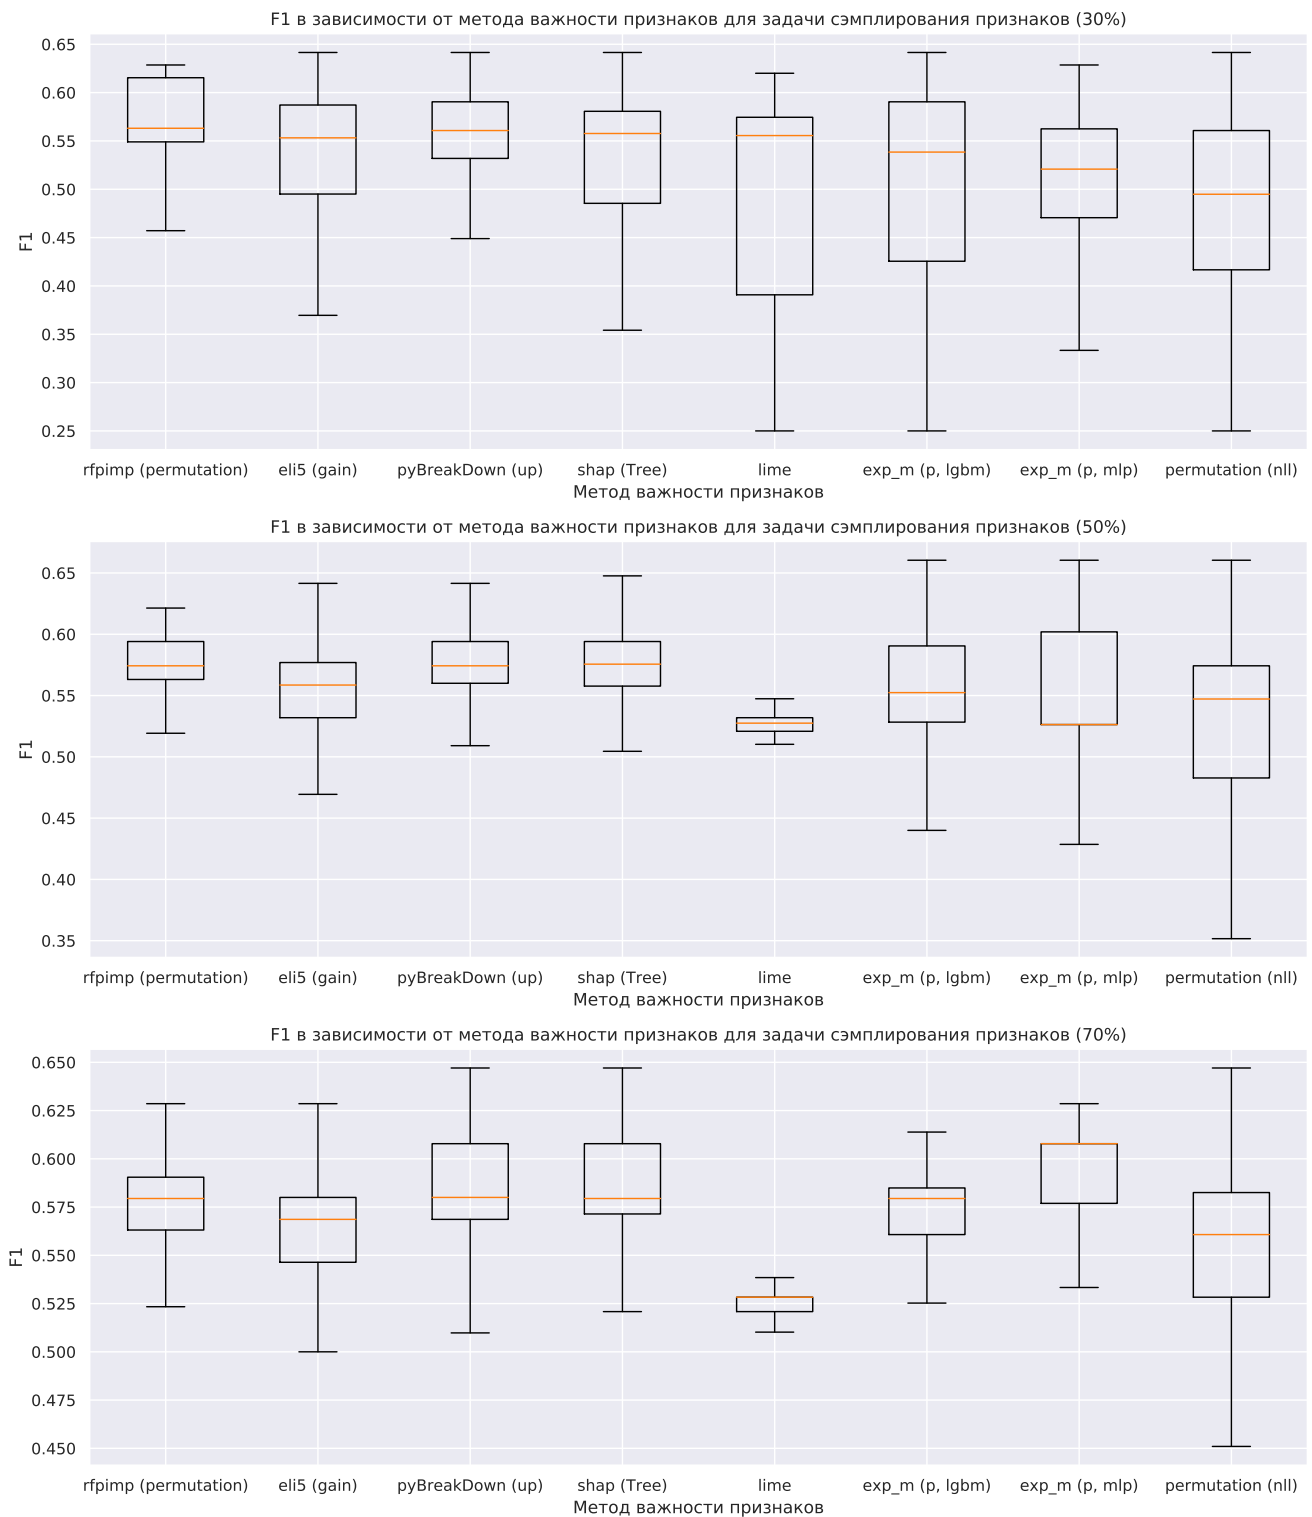 F1 в зависимости от метода важности признаков для задачи сэмплирования признаков (30%)
0.65
0.60
0.55
0.50
0.45
0.40
0.35
0.30
0.25
F1
rfpimp (permutation) eli5 (gain) pyBreakDown (up) shap (Tree) lime exp_m (p, lgbm) exp_m (p, mlp) permutation (nll)
Метод важности признаков
F1 в зависимости от метода важности признаков для задачи сэмплирования признаков (50%)
0.65
0.60
0.55
0.50
0.45
0.40
0.35
F1
rfpimp (permutation) eli5 (gain) pyBreakDown (up) shap (Tree) lime exp_m (p, lgbm) exp_m (p, mlp) permutation (nll)
Метод важности признаков
F1 в зависимости от метода важности признаков для задачи сэмплирования признаков (70%)
0.650
0.625
0.600
0.575
0.550
0.525
0.500
0.475
0.450
F1
rfpimp (permutation) eli5 (gain) pyBreakDown (up) shap (Tree) lime exp_m (p, lgbm) exp_m (p, mlp) permutation (nll)
Метод важности признаков